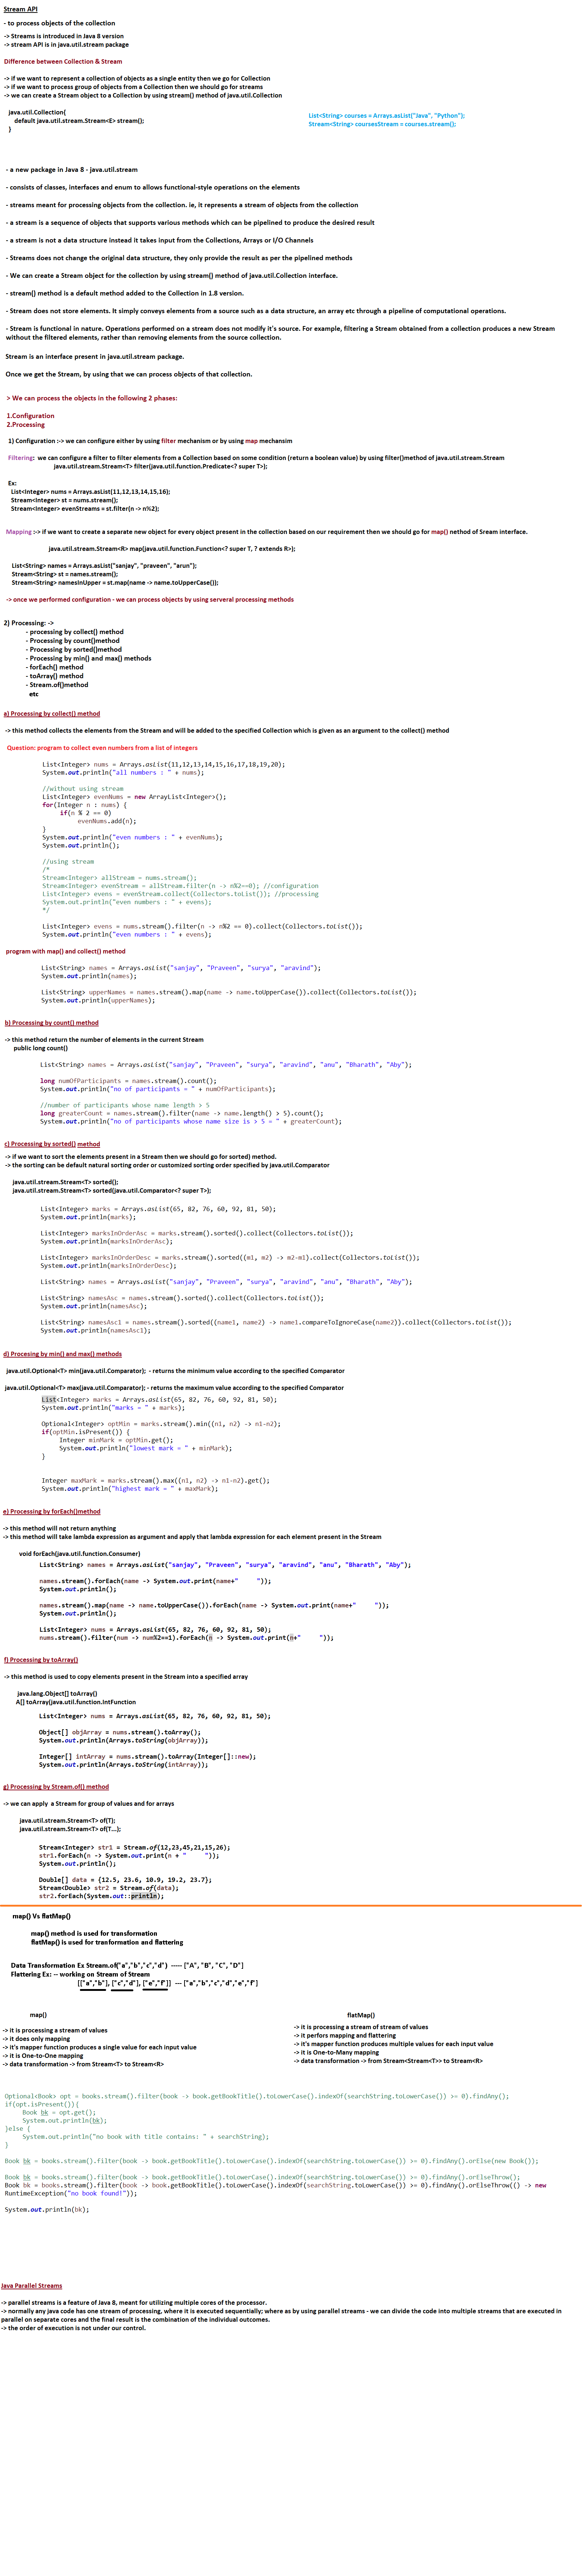 Stream API
- to process objects of the collection
-> Streams is introduced in Java 8 version
-> stream API is in java.util.stream package
Difference between Collection & Stream
-> if we want to represent a collection of objects as a single entity then we go for Collection
-> if we want to process group of objects from a Collection then we should go for streams
-> we can create a Stream object to a Collection by using stream() method of java.util.Collection
java.util.Collection{
default java.util.stream.Stream<E> stream();
}
List<String> courses = Arrays.asList("Java", "Python");
Stream<String> coursesStream = courses.stream();
- a new package in Java 8 - java.util.stream
- consists of classes, interfaces and enum to allows functional-style operations on the elements
- streams meant for processing objects from the collection. ie, it represents a stream of objects from the collection
- a stream is a sequence of objects that supports various methods which can be pipelined to produce the desired result
- a stream is not a data structure instead it takes input from the Collections, Arrays or I/O Channels
- Streams does not change the original data structure, they only provide the result as per the pipelined methods
- We can create a Stream object for the collection by using stream() method of java.util.Collection interface.
- stream() method is a default method added to the Collection in 1.8 version.
- Stream does not store elements. It simply conveys elements from a source such as a data structure, an array etc through a pipeline of computational operations.
- Stream is functional in nature. Operations performed on a stream does not modify it's source. For example, filtering a Stream obtained from a collection produces a new Stream
without the filtered elements, rather than removing elements from the source collection.
Stream is an interface present in java.util.stream package.
Once we get the Stream, by using that we can process objects of that collection.
> We can process the objects in the following 2 phases:
1.Configuration
2.Processing
1) Configuration :-> we can configure either by using filter mechanism or by using map mechansim
Filtering: we can configure a filter to filter elements from a Collection based on some condition (return a boolean value) by using filter()method of java.util.stream.Stream
java.util.stream.Stream<T> filter(java.util.function.Predicate<? super T>);
Ex:
List<Integer> nums = Arrays.asList(11,12,13,14,15,16);
Stream<Integer> st = nums.stream();
Stream<Integer> evenStreams = st.filter(n -> n%2);
Mapping :-> if we want to create a separate new object for every object present in the collection based on our requirement then we should go for map() nethod of Sream interface.
java.util.stream.Stream<R> map(java.util.function.Function<? super T, ? extends R>);
List<String> names = Arrays.asList("sanjay", "praveen", "arun");
Stream<String> st = names.stream();
Stream<String> namesInUpper = st.map(name -> name.toUpperCase());
-> once we performed configuration - we can process objects by using serveral processing methods
2) Processing: ->
- processing by collect() method
- Processing by count()method
- Processing by sorted()method
- Processing by min() and max() methods
- forEach() method
- toArray() method
- Stream.of()method
etc
a) Processing by collect() method
-> this method collects the elements from the Stream and will be added to the specified Collection which is given as an argument to the collect() method
Question: program to collect even numbers from a list of integers
List<Integer> nums = Arrays.asList(11,12,13,14,15,16,17,18,19,20);
System.out.println("all numbers : " + nums);
//without using stream
List<Integer> evenNums = new ArrayList<Integer>();
for(Integer n : nums) {
if(n % 2 == 0)
evenNums.add(n);
}
System.out.println("even numbers : " + evenNums);
System.out.println();
//using stream
/*
Stream<Integer> allStream = nums.stream();
Stream<Integer> evenStream = allStream.filter(n -> n%2==0); //configuration
List<Integer> evens = evenStream.collect(Collectors.toList()); //processing
System.out.println("even numbers : " + evens);
*/
List<Integer> evens = nums.stream().filter(n -> n%2 == 0).collect(Collectors.toList());
System.out.println("even numbers : " + evens);
program with map() and collect() method
List<String> names = Arrays.asList("sanjay", "Praveen", "surya", "aravind");
System.out.println(names);
List<String> upperNames = names.stream().map(name -> name.toUpperCase()).collect(Collectors.toList());
System.out.println(upperNames);
b) Processing by count() method
-> this method return the number of elements in the current Stream
public long count()
List<String> names = Arrays.asList("sanjay", "Praveen", "surya", "aravind", "anu", "Bharath", "Aby");
long numOfParticipants = names.stream().count();
System.out.println("no of participants = " + numOfParticipants);
//number of participants whose name length > 5
long greaterCount = names.stream().filter(name -> name.length() > 5).count();
System.out.println("no of participants whose name size is > 5 = " + greaterCount);
c) Processing by sorted() method
-> if we want to sort the elements present in a Stream then we should go for sorted) method.
-> the sorting can be default natural sorting order or customized sorting order specified by java.util.Comparator
java.util.stream.Stream<T> sorted();
java.util.stream.Stream<T> sorted(java.util.Comparator<? super T>);
List<Integer> marks = Arrays.asList(65, 82, 76, 60, 92, 81, 50);
System.out.println(marks);
List<Integer> marksInOrderAsc = marks.stream().sorted().collect(Collectors.toList());
System.out.println(marksInOrderAsc);
List<Integer> marksInOrderDesc = marks.stream().sorted((m1, m2) -> m2-m1).collect(Collectors.toList());
System.out.println(marksInOrderDesc);
List<String> names = Arrays.asList("sanjay", "Praveen", "surya", "aravind", "anu", "Bharath", "Aby");
List<String> namesAsc = names.stream().sorted().collect(Collectors.toList());
System.out.println(namesAsc);
List<String> namesAsc1 = names.stream().sorted((name1, name2) -> name1.compareToIgnoreCase(name2)).collect(Collectors.toList());
System.out.println(namesAsc1);
d) Procesing by min() and max() methods
java.util.Optional<T> min(java.util.Comparator); - returns the minimum value according to the specified Comparator
java.util.Optional<T> max(java.util.Comparator); - returns the maximum value according to the specified Comparator
List<Integer> marks = Arrays.asList(65, 82, 76, 60, 92, 81, 50);
System.out.println("marks = " + marks);
Optional<Integer> optMin = marks.stream().min((n1, n2) -> n1-n2);
if(optMin.isPresent()) {
Integer minMark = optMin.get();
System.out.println("lowest mark = " + minMark);
}
Integer maxMark = marks.stream().max((n1, n2) -> n1-n2).get();
System.out.println("highest mark = " + maxMark);
e) Processing by forEach()method
-> this method will not return anything
-> this method will take lambda expression as argument and apply that lambda expression for each element present in the Stream
void forEach(java.util.function.Consumer)
List<String> names = Arrays.asList("sanjay", "Praveen", "surya", "aravind", "anu", "Bharath", "Aby");
names.stream().forEach(name -> System.out.print(name+"     "));
System.out.println();
names.stream().map(name -> name.toUpperCase()).forEach(name -> System.out.print(name+"     "));
System.out.println();
List<Integer> nums = Arrays.asList(65, 82, 76, 60, 92, 81, 50);
nums.stream().filter(num -> num%2==1).forEach(n -> System.out.print(n+"     "));
f) Processing by toArray()
-> this method is used to copy elements present in the Stream into a specified array
java.lang.Object[] toArray()
A[] toArray(java.util.function.IntFunction
List<Integer> nums = Arrays.asList(65, 82, 76, 60, 92, 81, 50);
Object[] objArray = nums.stream().toArray();
System.out.println(Arrays.toString(objArray));
Integer[] intArray = nums.stream().toArray(Integer[]::new);
System.out.println(Arrays.toString(intArray));
g) Processing by Stream.of() method
-> we can apply a Stream for group of values and for arrays
java.util.stream.Stream<T> of(T);
java.util.stream.Stream<T> of(T...);
Stream<Integer> str1 = Stream.of(12,23,45,21,15,26);
str1.forEach(n -> System.out.print(n + "     "));
System.out.println();
Double[] data = {12.5, 23.6, 10.9, 19.2, 23.7};
Stream<Double> str2 = Stream.of(data);
str2.forEach(System.out::println);
map() Vs flatMap()
map() method is used for transformation
flatMap() is used for tranformation and flattering
Data Transformation Ex Stream.of("a","b","c","d") ----- ["A", "B", "C", "D"]
Flattering Ex: -- working on Stream of Stream
[["a","b"], ["c","d"], ["e","f"]] --- ["a","b","c","d","e","f"]
map()
-> it is processing a stream of values
-> it does only mapping
-> it's mapper function produces a single value for each input value
-> it is One-to-One mapping
-> data transformation -> from Stream<T> to Stream<R>
flatMap()
-> it is processing a stream of stream of values
-> it perfors mapping and flattering
-> it's mapper function produces multiple values for each input value
-> it is One-to-Many mapping
-> data transformation -> from Stream<Stream<T>> to Stream<R>
Optional<Book> opt = books.stream().filter(book -> book.getBookTitle().toLowerCase().indexOf(searchString.toLowerCase()) >= 0).findAny();
if(opt.isPresent()){
Book bk = opt.get();
System.out.println(bk);
}else {
System.out.println("no book with title contains: " + searchString);
}
Book bk = books.stream().filter(book -> book.getBookTitle().toLowerCase().indexOf(searchString.toLowerCase()) >= 0).findAny().orElse(new Book());
Book bk = books.stream().filter(book -> book.getBookTitle().toLowerCase().indexOf(searchString.toLowerCase()) >= 0).findAny().orElseThrow();
Book bk = books.stream().filter(book -> book.getBookTitle().toLowerCase().indexOf(searchString.toLowerCase()) >= 0).findAny().orElseThrow(() -> new
RuntimeException("no book found!"));
System.out.println(bk);
Java Parallel Streams
-> parallel streams is a feature of Java 8, meant for utilizing multiple cores of the processor.
-> normally any java code has one stream of processing, where it is executed sequentially; where as by using parallel streams - we can divide the code into multiple streams that are executed in
parallel on separate cores and the final result is the combination of the individual outcomes.
-> the order of execution is not under our control.